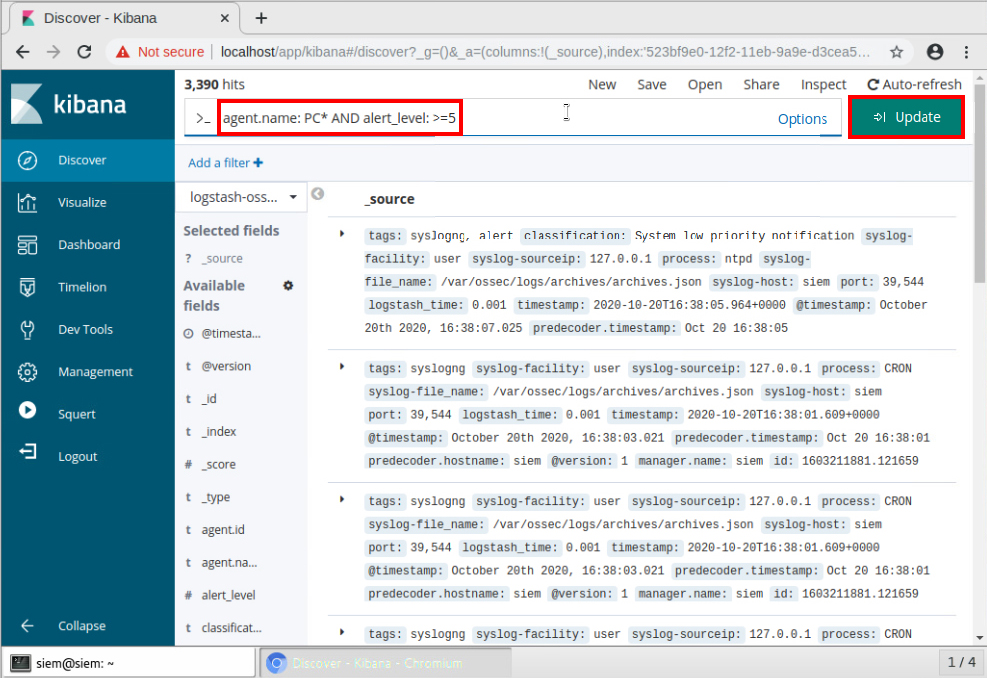 Discover - Kibana
Not secure localhost/app/kibana#/discover?_g=()&_a=(columns:!(_source),index:'523bf9e0-12f2-11eb-9a9e-d3cea5...
kibana
Discover
Visualize
Dashboard
Timelion
Dev Tools
Management
Squert
Logout
Collapse
3,390 hits
New Save Open Share Inspect Auto-refresh
>_ agent.name: PC* AND alert_level: >=5 Options Update
Add a filter +
logstash-oss...
Selected fields
? _source
Available fields
@timesta...
t @version
t _id
t _index
# _score
t _type
t agent.id
t agent.na...
# alert_level
t classificat...
_source
tags: syslogng, alert classification: System low priority notification syslog-
facility: user syslog-sourceip: 127.0.0.1 process: ntpd syslog-
file_name: /var/ossec/logs/archives/archives.json syslog-host: siem port: 39,544
logstash_time: 0.001 timestamp: 2020-10-20T16:38:05.964+0000 @timestamp: October
20th 2020, 16:38:07.025 predecoder.timestamp: Oct 20 16:38:05
tags: syslogng syslog-facility: user syslog-sourceip: 127.0.0.1 process: CRON
syslog-file_name: /var/ossec/logs/archives/archives.json syslog-host: siem
port: 39,544 logstash_time: 0.001 timestamp: 2020-10-20T16:38:01.609+0000
@timestamp: October 20th 2020, 16:38:03.021 predecoder.timestamp: Oct 20 16:38:01
predecoder.hostname: siem @version: 1 manager.name: siem id: 1603211881.121659
tags: syslogng syslog-facility: user syslog-sourceip: 127.0.0.1 process: CRON
syslog-file_name: /var/ossec/logs/archives/archives.json syslog-host: siem
port: 39,544 logstash_time: 0.001 timestamp: 2020-10-20T16:38:01.609+0000
@timestamp: October 20th 2020, 16:38:03.021 predecoder.timestamp: Oct 20 16:38:01
predecoder.hostname: siem @version: 1 manager.name: siem id: 1603211881.121659
tags: syslogng syslog-facility: user syslog-sourceip: 127.0.0.1 process: CRON
siem@siem: ~
Discover - Kibana - Chromium
1 / 4